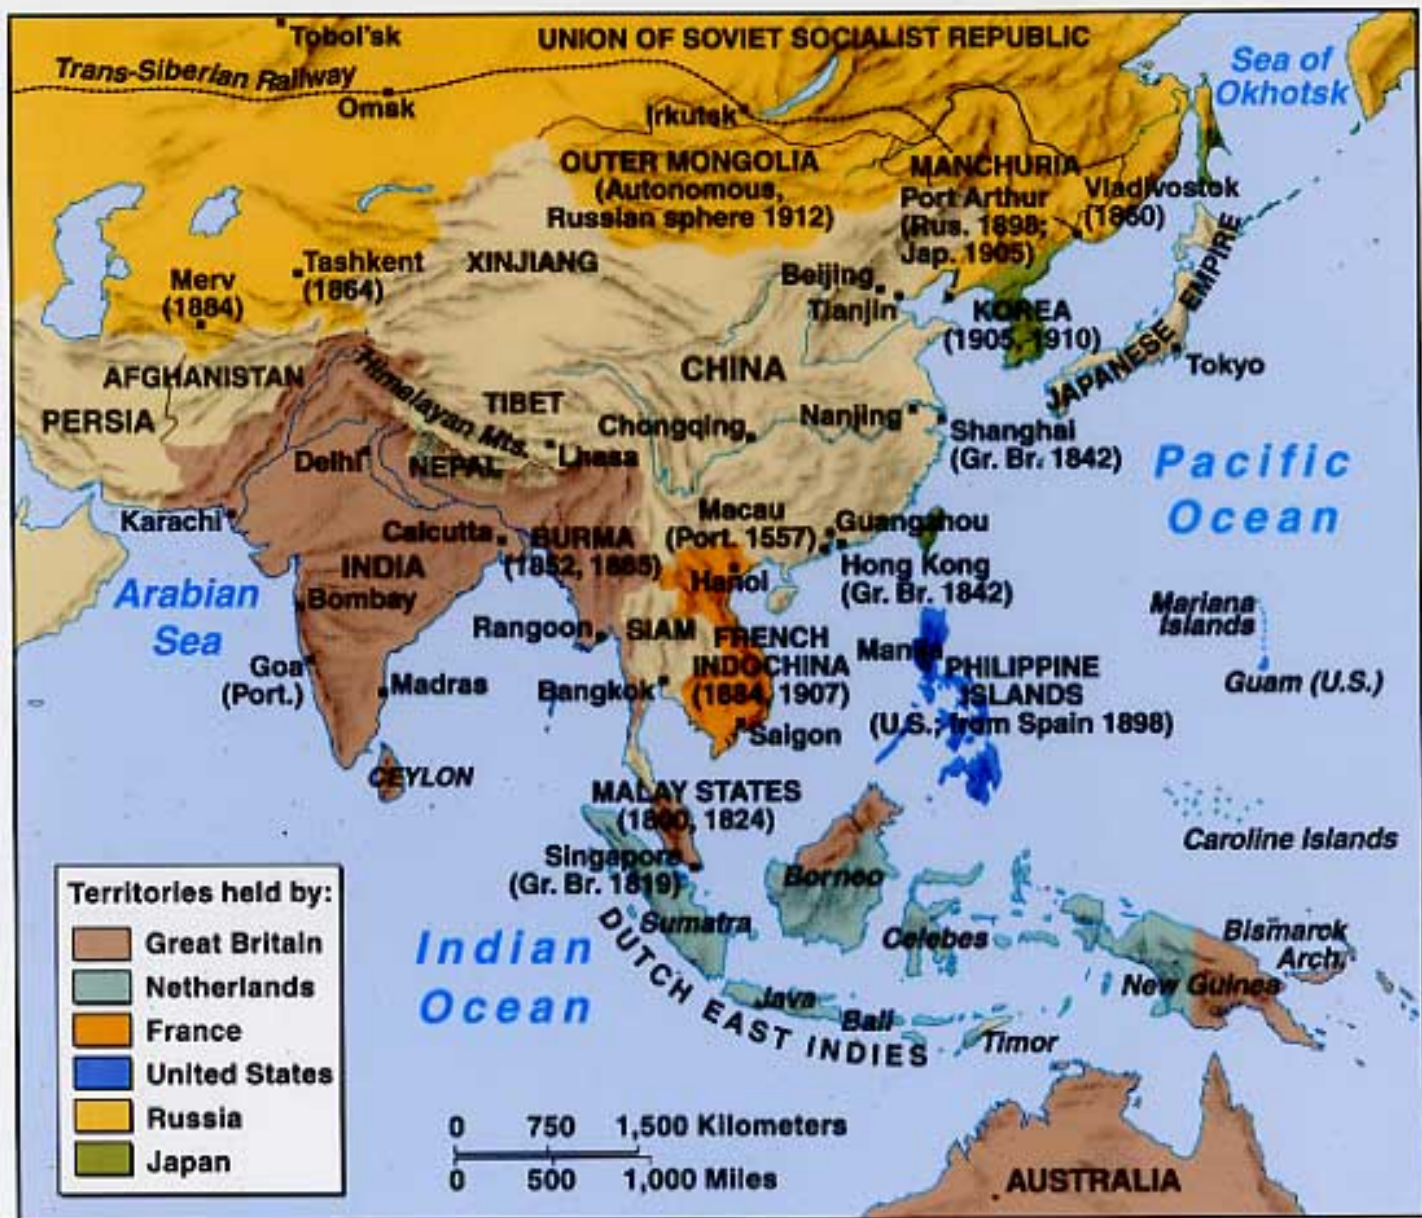 Tobol'sk
UNION OF SOVIET SOCIALIST REPUBLIC
Sea of
Okhotsk
Trans-Siberian Railway
Omsk
Irkutsk
OUTER MONGOLIA
(Autonomous,
Russian sphere 1912)
MANCHURIA
Port Arthur
(Rus. 1898;
Jap. 1905)
Vladivostok
(1860)
XINJIANG
Tashkent
(1864)
Merv
(1884)
Beijing
Tianjin
KOREA
(1905, 1910)
JAPANESE EMPIRE
Tokyo
AFGHANISTAN
PERSIA
Himalayan Mts.
TIBET
CHINA
Chongqing
Nanjing
Lhasa
Shanghai
(Gr. Br. 1842)
Pacific
Ocean
Delhi
NEPAL
Karachi
Calcutta
BURMA
(1852, 1885)
Macau
(Port. 1557)
Guangzhou
Hong Kong
(Gr. Br. 1842)
Hanoi
INDIA
Bombay
Arabian
Sea
Rangoon
SIAM
FRENCH
INDOCHINA
(1884, 1907)
Manila
PHILIPPINE
ISLANDS
(U.S.; from Spain 1898)
Mariana
Islands
Guam (U.S.)
Goa
(Port.)
Madras
Bangkok
Saigon
CEYLON
MALAY STATES
(1800, 1824)
Caroline Islands
Singapore
(Gr. Br. 1819)
Borneo
Sumatra
Celebes
Bismarok
Arch.
New Guinea
DUTCH EAST INDIES
Java
Bali
Timor
Indian
Ocean
AUSTRALIA
Territories held by:
Great Britain
Netherlands
France
United States
Russia
Japan
0 750 1,500 Kilometers
0 500 1,000 Miles